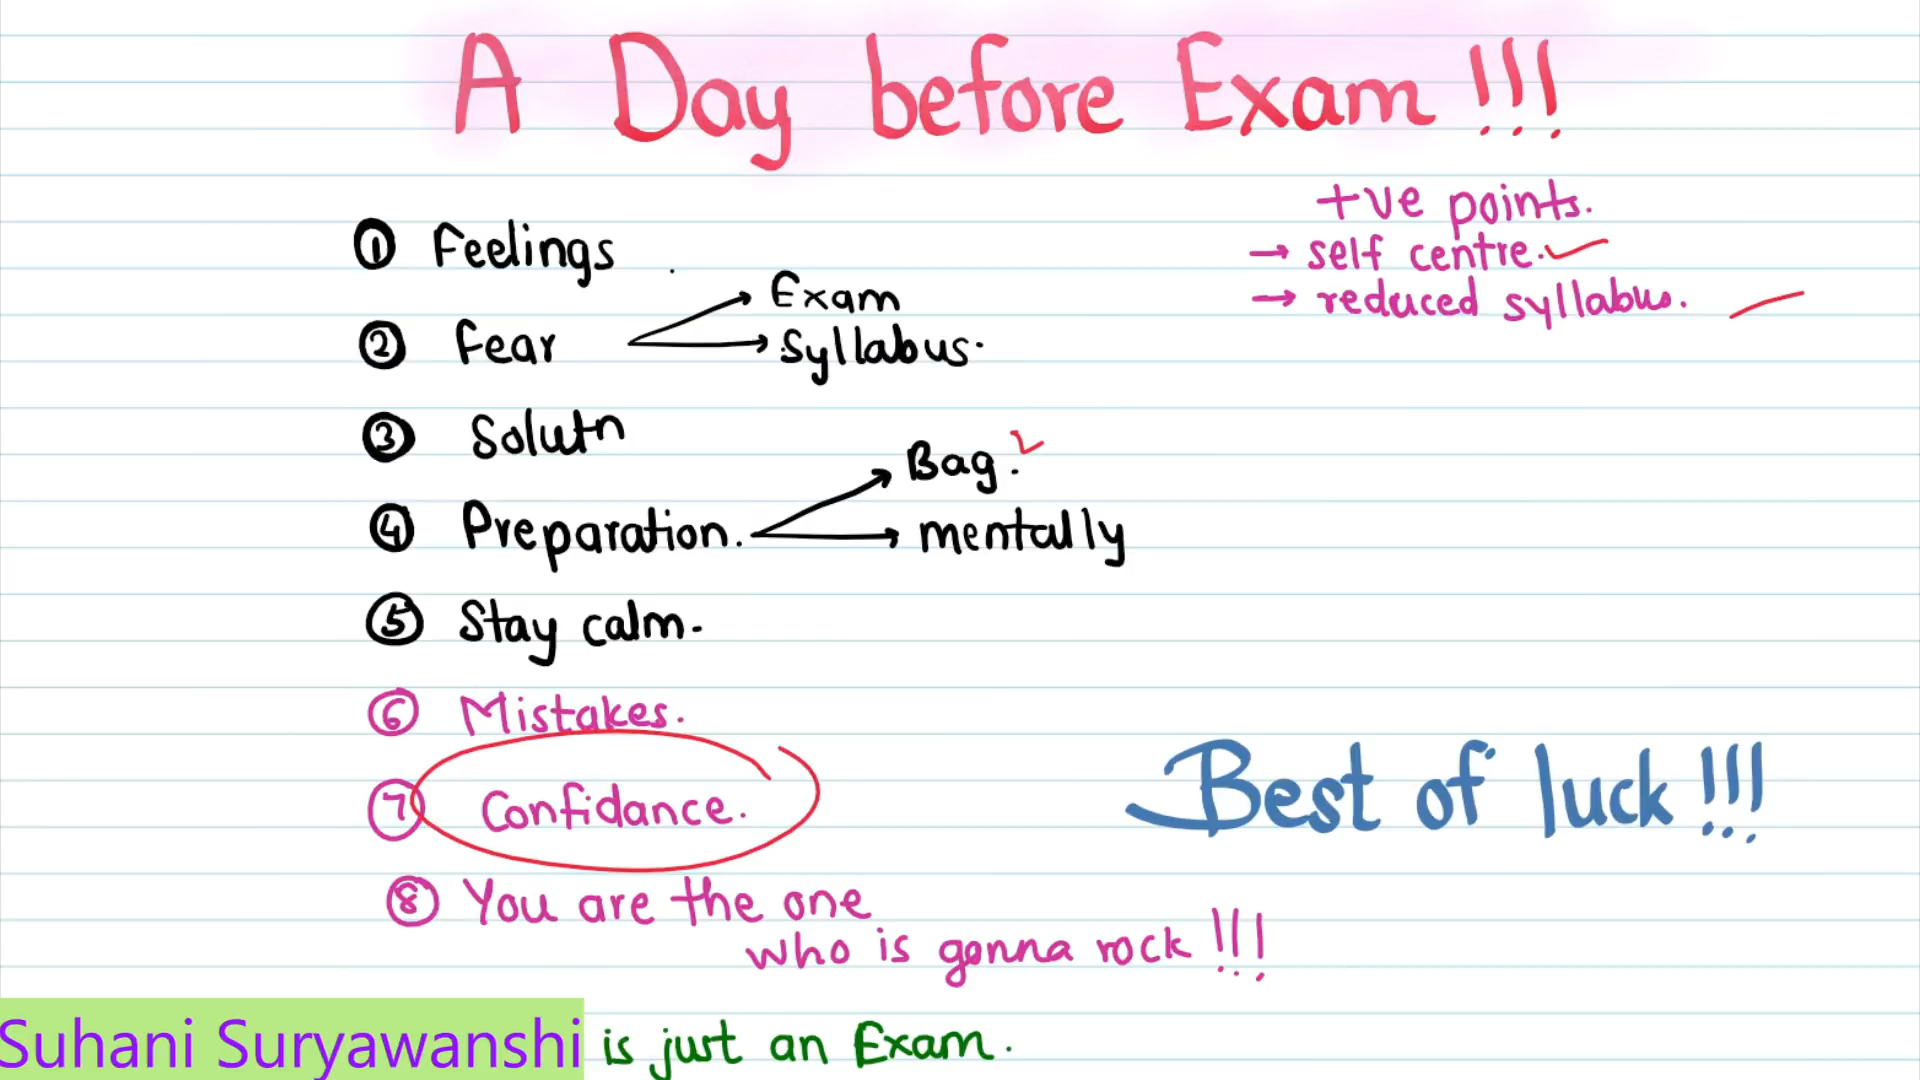 A Day before Exam !!!
+ve points.
→ self centre.
→ reduced syllabus.
① Feelings
② Fear → Exam
→ Syllabus.
③ Solutn
④ Preparation. → Bag.
→ mentally
⑤ Stay calm.
⑥ Mistakes.
⑦ Confidance.
Best of luck !!!
⑧ You are the one
who is gonna rock !!!
Suhani Suryawanshi is just an Exam.